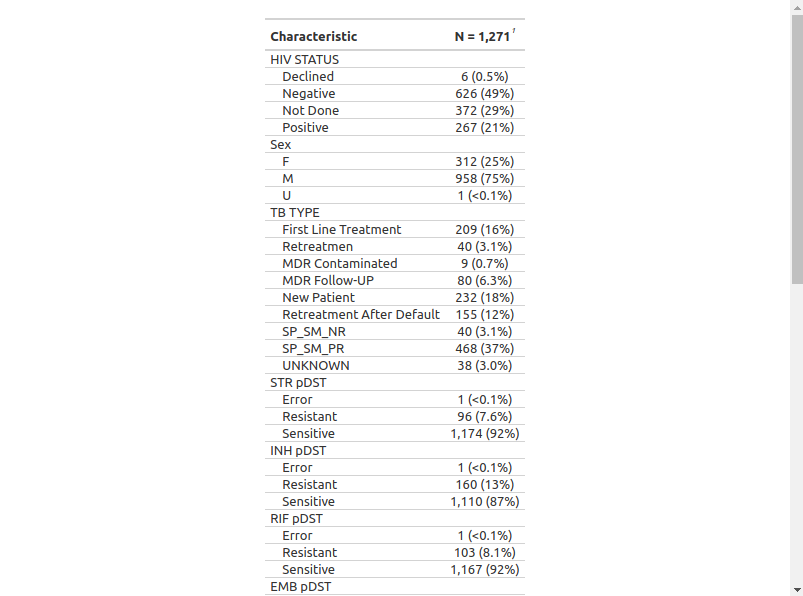 Characteristic N = 1,271¹
HIV STATUS
Declined 6 (0.5%)
Negative 626 (49%)
Not Done 372 (29%)
Positive 267 (21%)
Sex
F 312 (25%)
M 958 (75%)
U 1 (<0.1%)
TB TYPE
First Line Treatment 209 (16%)
Retreatmen 40 (3.1%)
MDR Contaminated 9 (0.7%)
MDR Follow-UP 80 (6.3%)
New Patient 232 (18%)
Retreatment After Default 155 (12%)
SP_SM_NR 40 (3.1%)
SP_SM_PR 468 (37%)
UNKNOWN 38 (3.0%)
STR pDST
Error 1 (<0.1%)
Resistant 96 (7.6%)
Sensitive 1,174 (92%)
INH pDST
Error 1 (<0.1%)
Resistant 160 (13%)
Sensitive 1,110 (87%)
RIF pDST
Error 1 (<0.1%)
Resistant 103 (8.1%)
Sensitive 1,167 (92%)
EMB pDST